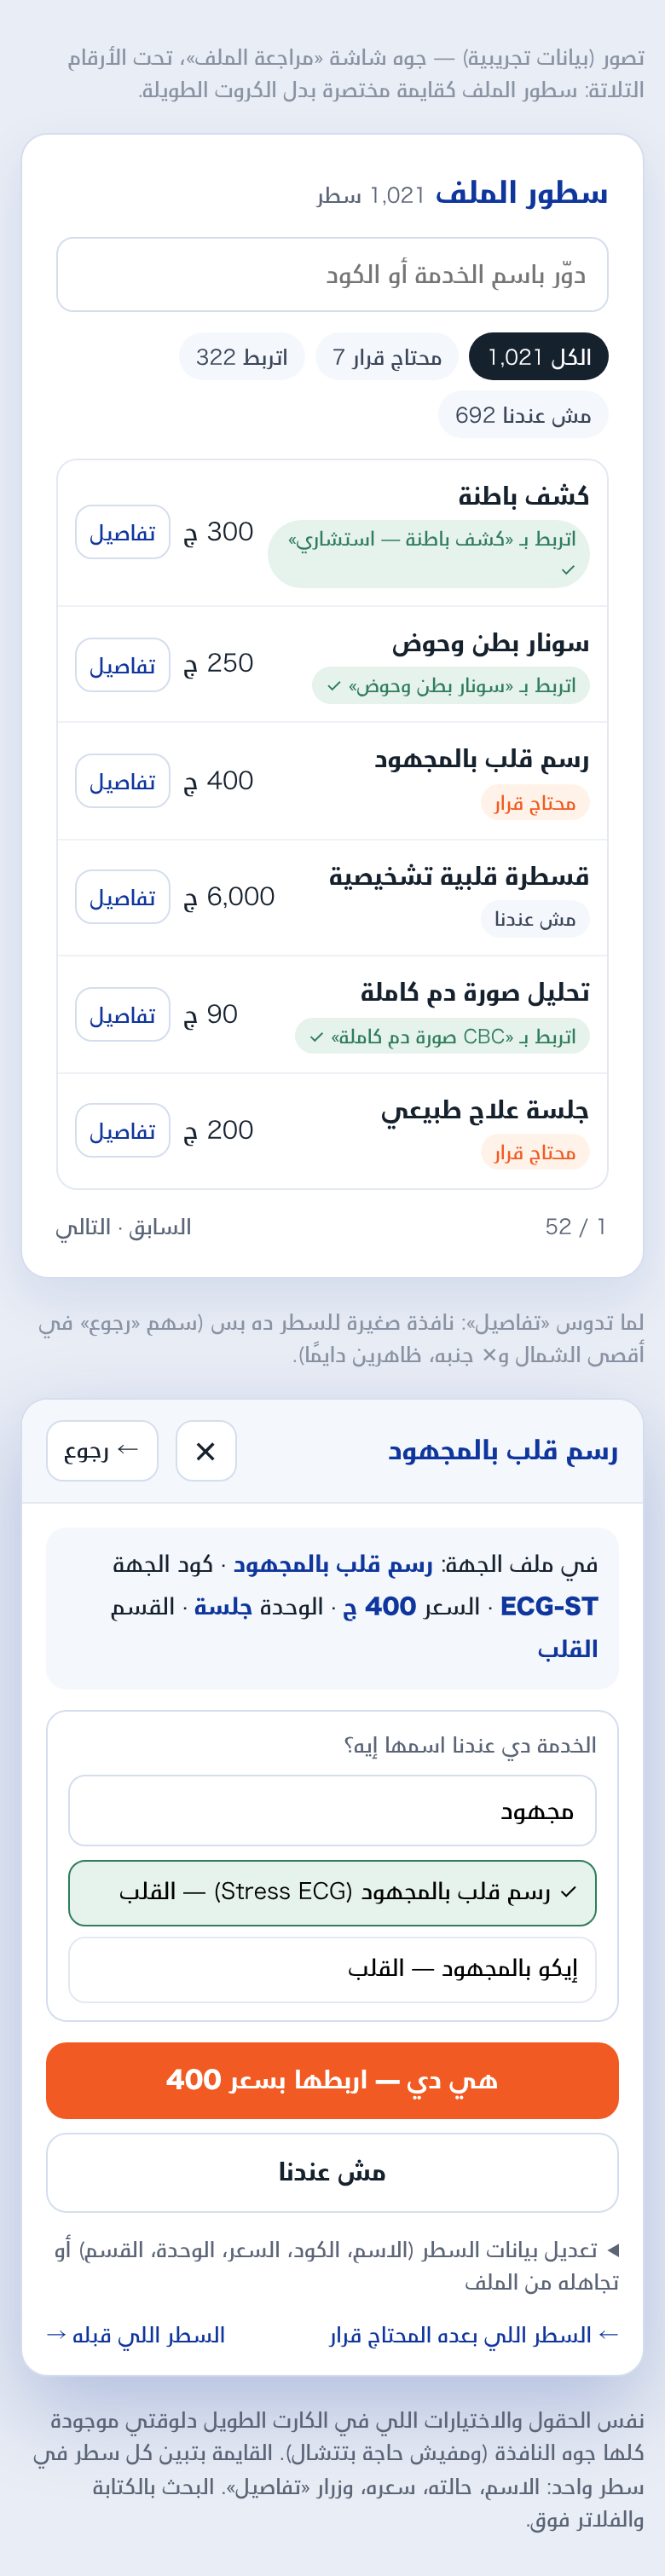 تصور (بيانات تجريبية) — جوه شاشة «مراجعة الملف»، تحت الأرقام
التلاتة: سطور الملف كقايمة مختصرة بدل الكروت الطويلة.
سطور الملف 1,021 سطر
دوّر باسم الخدمة أو الكود
الكل 1,021
محتاج قرار 7
اتربط 322
مش عندنا 692
كشف باطنة
اتربط بـ «كشف باطنة — استشاري»
✓
300 ج
تفاصيل
سونار بطن وحوض
اتربط بـ «سونار بطن وحوض» ✓
250 ج
تفاصيل
رسم قلب بالمجهود
محتاج قرار
400 ج
تفاصيل
قسطرة قلبية تشخيصية
مش عندنا
6,000 ج
تفاصيل
تحليل صورة دم كاملة
اتربط بـ «CBC صورة دم كاملة» ✓
90 ج
تفاصيل
جلسة علاج طبيعي
محتاج قرار
200 ج
تفاصيل
1 / 52
السابق · التالي
لما تدوس «تفاصيل»: نافذة صغيرة للسطر ده بس (سهم «رجوع» في
أقصى الشمال و✕ جنبه، ظاهرين دايمًا).
رسم قلب بالمجهود
✕
← رجوع
في ملف الجهة: رسم قلب بالمجهود · كود الجهة
ECG-ST · السعر 400 ج · الوحدة جلسة · القسم
القلب
الخدمة دي عندنا اسمها إيه؟
مجهود
✓ رسم قلب بالمجهود (Stress ECG) — القلب
إيكو بالمجهود — القلب
هي دي — اربطها بسعر 400
مش عندنا
◀ تعديل بيانات السطر (الاسم، الكود، السعر، الوحدة، القسم) أو
تجاهله من الملف
← السطر اللي بعده المحتاج قرار
السطر اللي قبله →
نفس الحقول والاختيارات اللي في الكارت الطويل دلوقتي موجودة
كلها جوه النافذة (ومفيش حاجة بتتشال). القايمة بتبين كل سطر في
سطر واحد: الاسم، حالته، سعره، وزرار «تفاصيل». البحث بالكتابة
والفلاتر فوق.